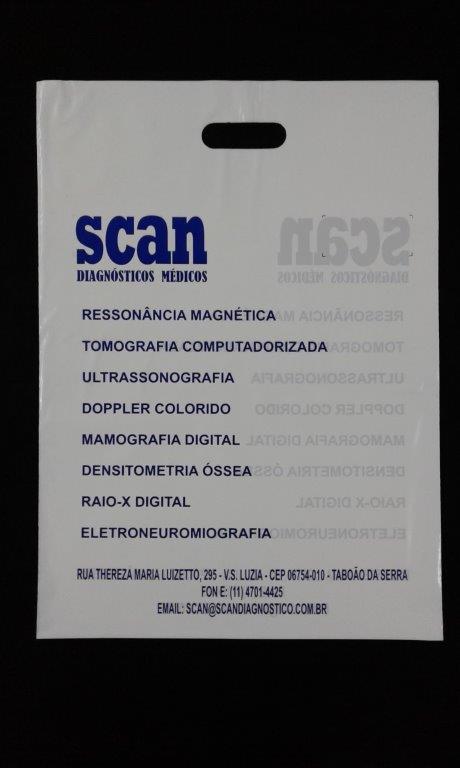 scan
DIAGNÓSTICOS MÉDICOS
RESSONÂNCIA MAGNÉTICA
TOMOGRAFIA COMPUTADORIZADA
ULTRASSONOGRAFIA
DOPPLER COLORIDO
MAMOGRAFIA DIGITAL
DENSITOMETRIA ÓSSEA
RAIO-X DIGITAL
ELETRONEUROMIOGRAFIA
RUA THEREZA MARIA LUIZETTO, 295 - V.S. LUZIA - CEP 06754-010 - TABOÃO DA SERRA
FON E: (11) 4701-4425
EMAIL: SCAN@SCANDIAGNOSTICO.COM.BR